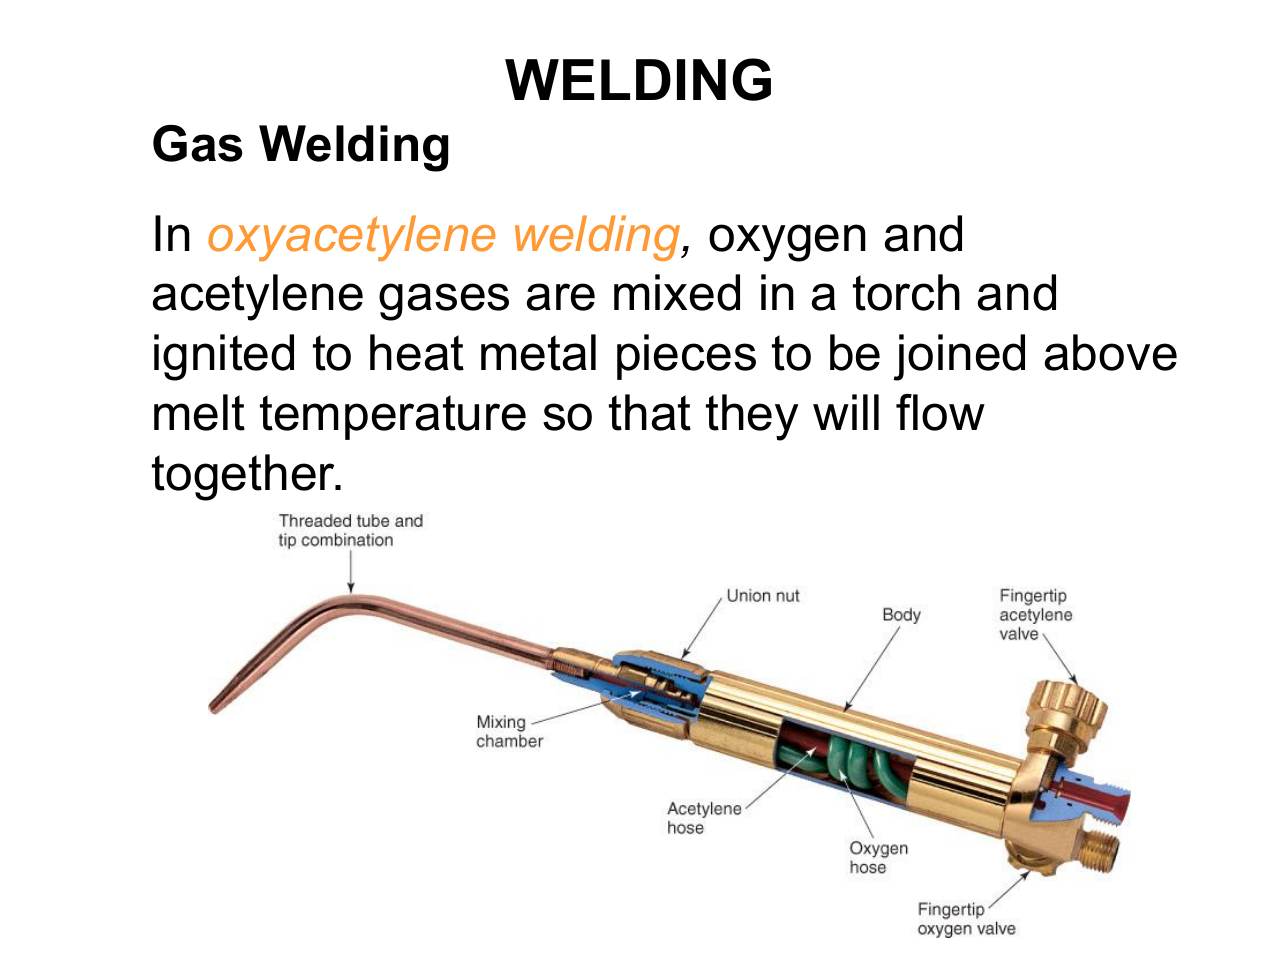 WELDING
Gas Welding
In oxyacetylene welding, oxygen and
acetylene gases are mixed in a torch and
ignited to heat metal pieces to be joined above
melt temperature so that they will flow
together.
Threaded tube and
tip combination
Union nut
Body
Fingertip
acetylene
valve
Mixing
chamber
Acetylene
hose
Oxygen
hose
Fingertip
oxygen valve